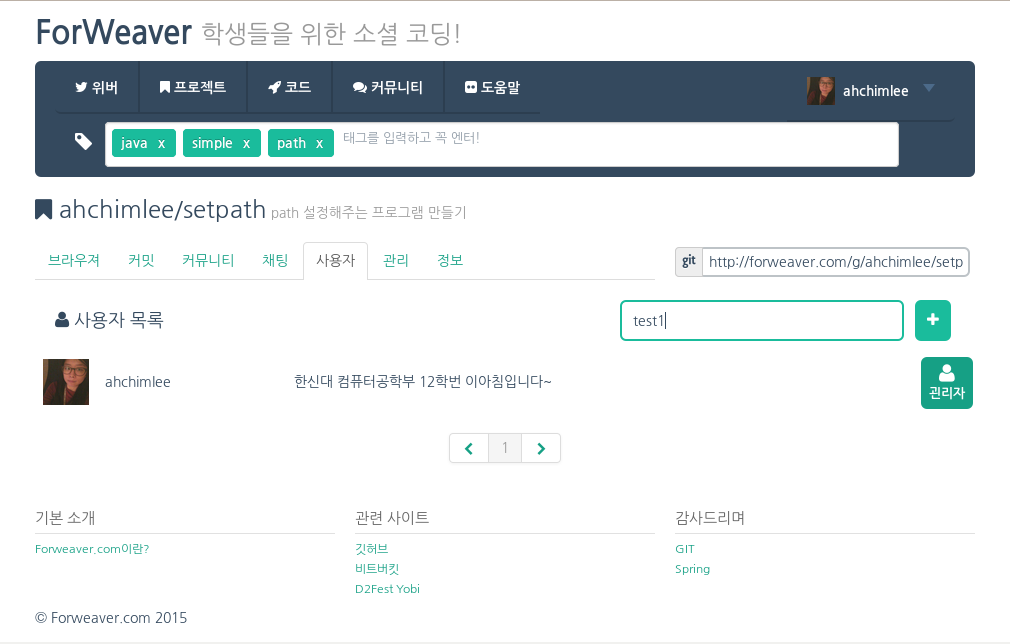 ForWeaver 학생들을 위한 소셜 코딩!
위버 프로젝트 코드 커뮤니티 도움말 ahchimlee
java x simple x path x 태그를 입력하고 꼭 엔터!
ahchimlee/setpath path 설정해주는 프로그램 만들기
브라우져 커밋 커뮤니티 채팅 사용자 관리 정보 git http://forweaver.com/g/ahchimlee/setp
사용자 목록 test1
ahchimlee 한신대 컴퓨터공학부 12학번 이아침입니다~ 관리자
1
기본 소개 관련 사이트 감사드리며
Forweaver.com이란? 깃허브 GIT
비트버킷 Spring
D2Fest Yobi
© Forweaver.com 2015